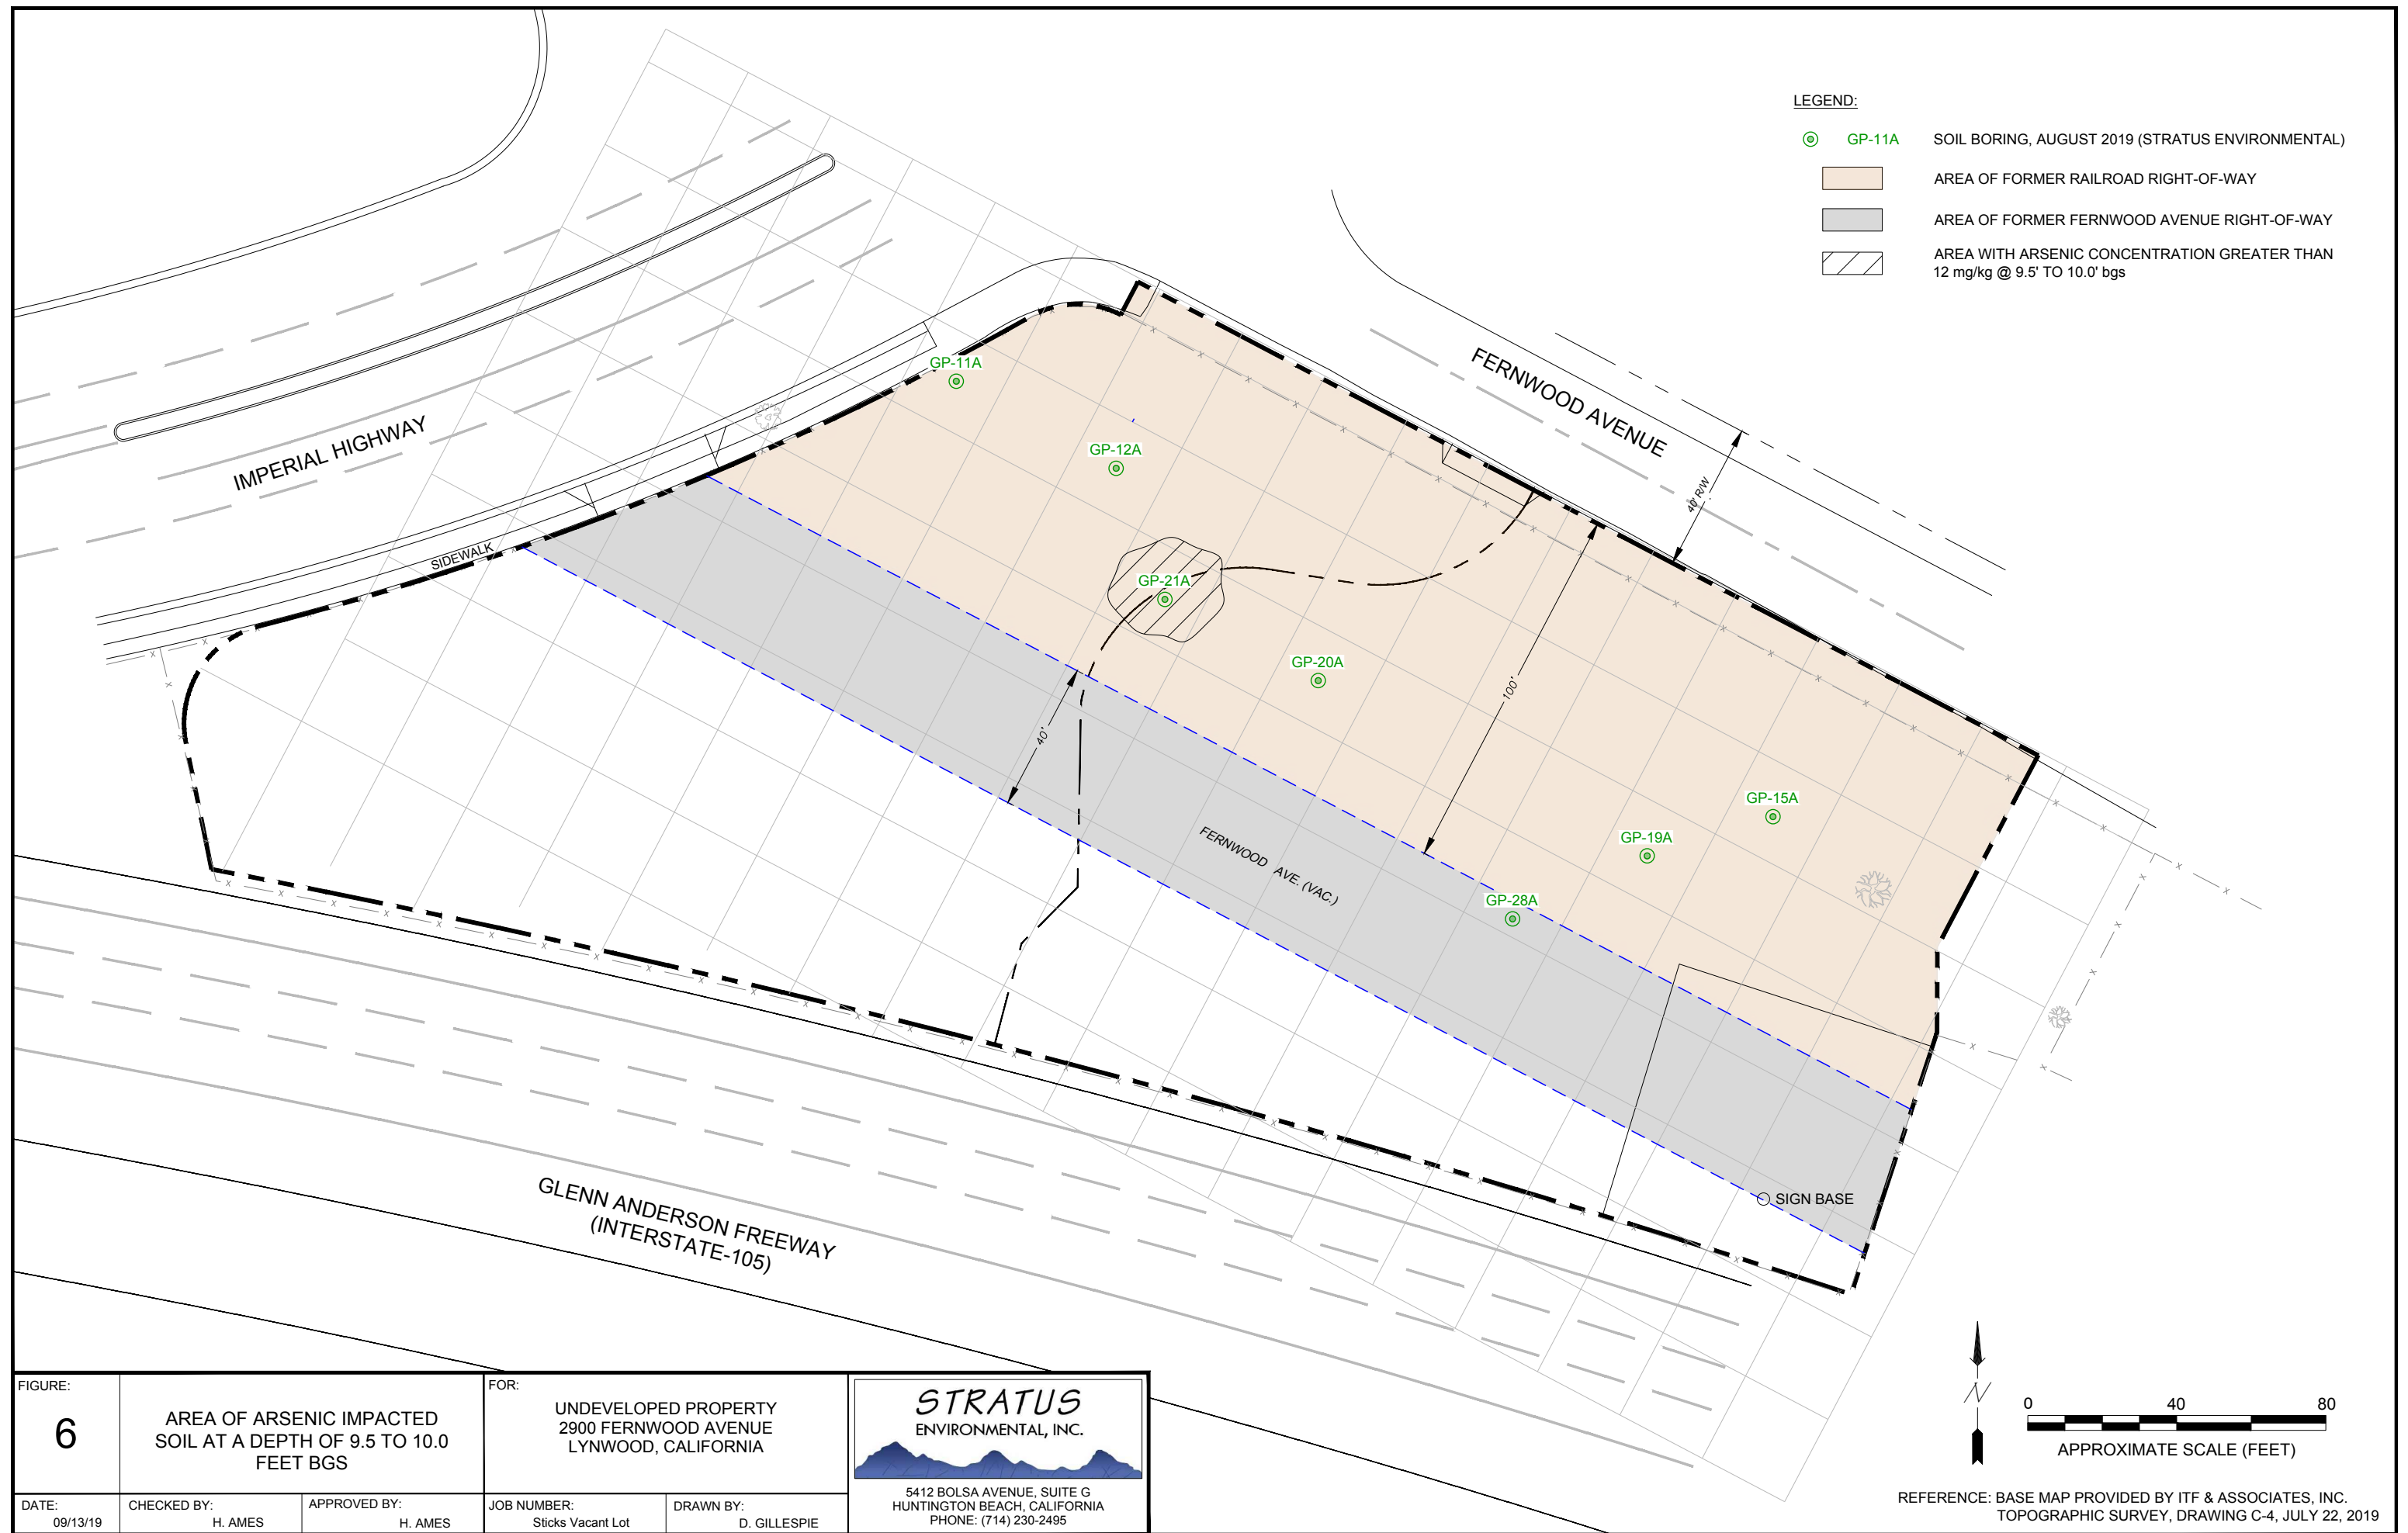 LEGEND:
GP-11A SOIL BORING, AUGUST 2019 (STRATUS ENVIRONMENTAL)
AREA OF FORMER RAILROAD RIGHT-OF-WAY
AREA OF FORMER FERNWOOD AVENUE RIGHT-OF-WAY
AREA WITH ARSENIC CONCENTRATION GREATER THAN
12 mg/kg @ 9.5' TO 10.0' bgs
FERNWOOD AVENUE
40' R/W
IMPERIAL HIGHWAY
SIDEWALK
GP-11A
GP-12A
GP-21A
GP-20A
100'
40'
GP-15A
GP-19A
GP-28A
FERNWOOD AVE. (VAC.)
SIGN BASE
GLENN ANDERSON FREEWAY
(INTERSTATE-105)
N
0 40 80
APPROXIMATE SCALE (FEET)
REFERENCE: BASE MAP PROVIDED BY ITF & ASSOCIATES, INC.
TOPOGRAPHIC SURVEY, DRAWING C-4, JULY 22, 2019
FIGURE:
6
AREA OF ARSENIC IMPACTED
SOIL AT A DEPTH OF 9.5 TO 10.0
FEET BGS
FOR:
UNDEVELOPED PROPERTY
2900 FERNWOOD AVENUE
LYNWOOD, CALIFORNIA
STRATUS
ENVIRONMENTAL, INC.
5412 BOLSA AVENUE, SUITE G
HUNTINGTON BEACH, CALIFORNIA
PHONE: (714) 230-2495
DATE:
09/13/19
CHECKED BY:
H. AMES
APPROVED BY:
H. AMES
JOB NUMBER:
Sticks Vacant Lot
DRAWN BY:
D. GILLESPIE